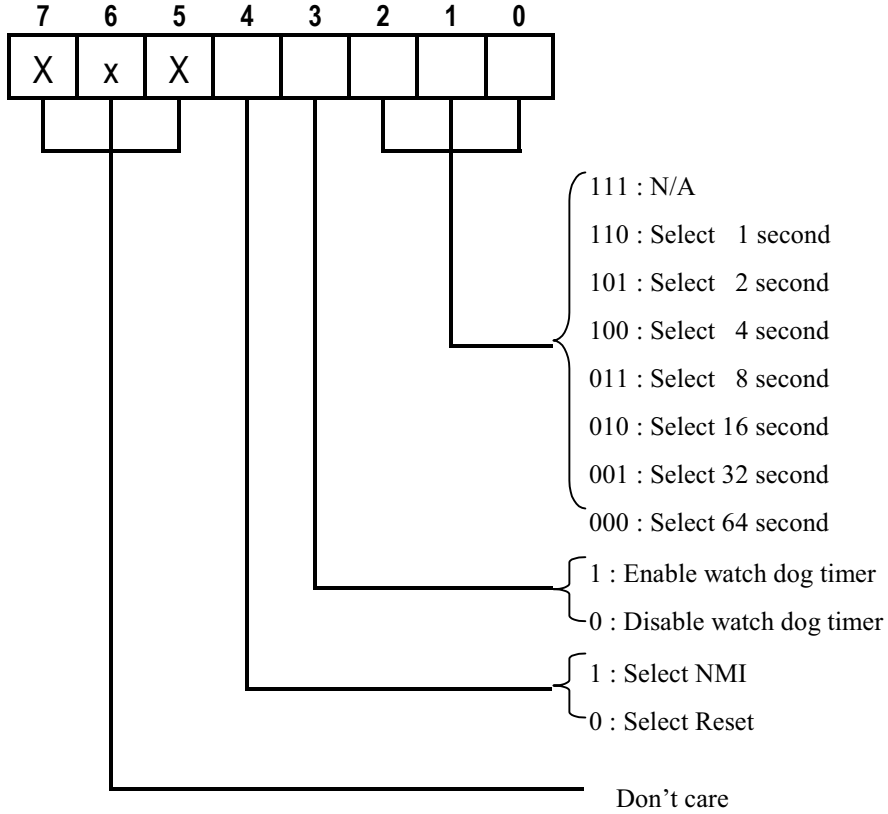 7 6 5 4 3 2 1 0
X x X
111 : N/A
110 : Select 1 second
101 : Select 2 second
100 : Select 4 second
011 : Select 8 second
010 : Select 16 second
001 : Select 32 second
000 : Select 64 second
1 : Enable watch dog timer
0 : Disable watch dog timer
1 : Select NMI
0 : Select Reset
Don’t care